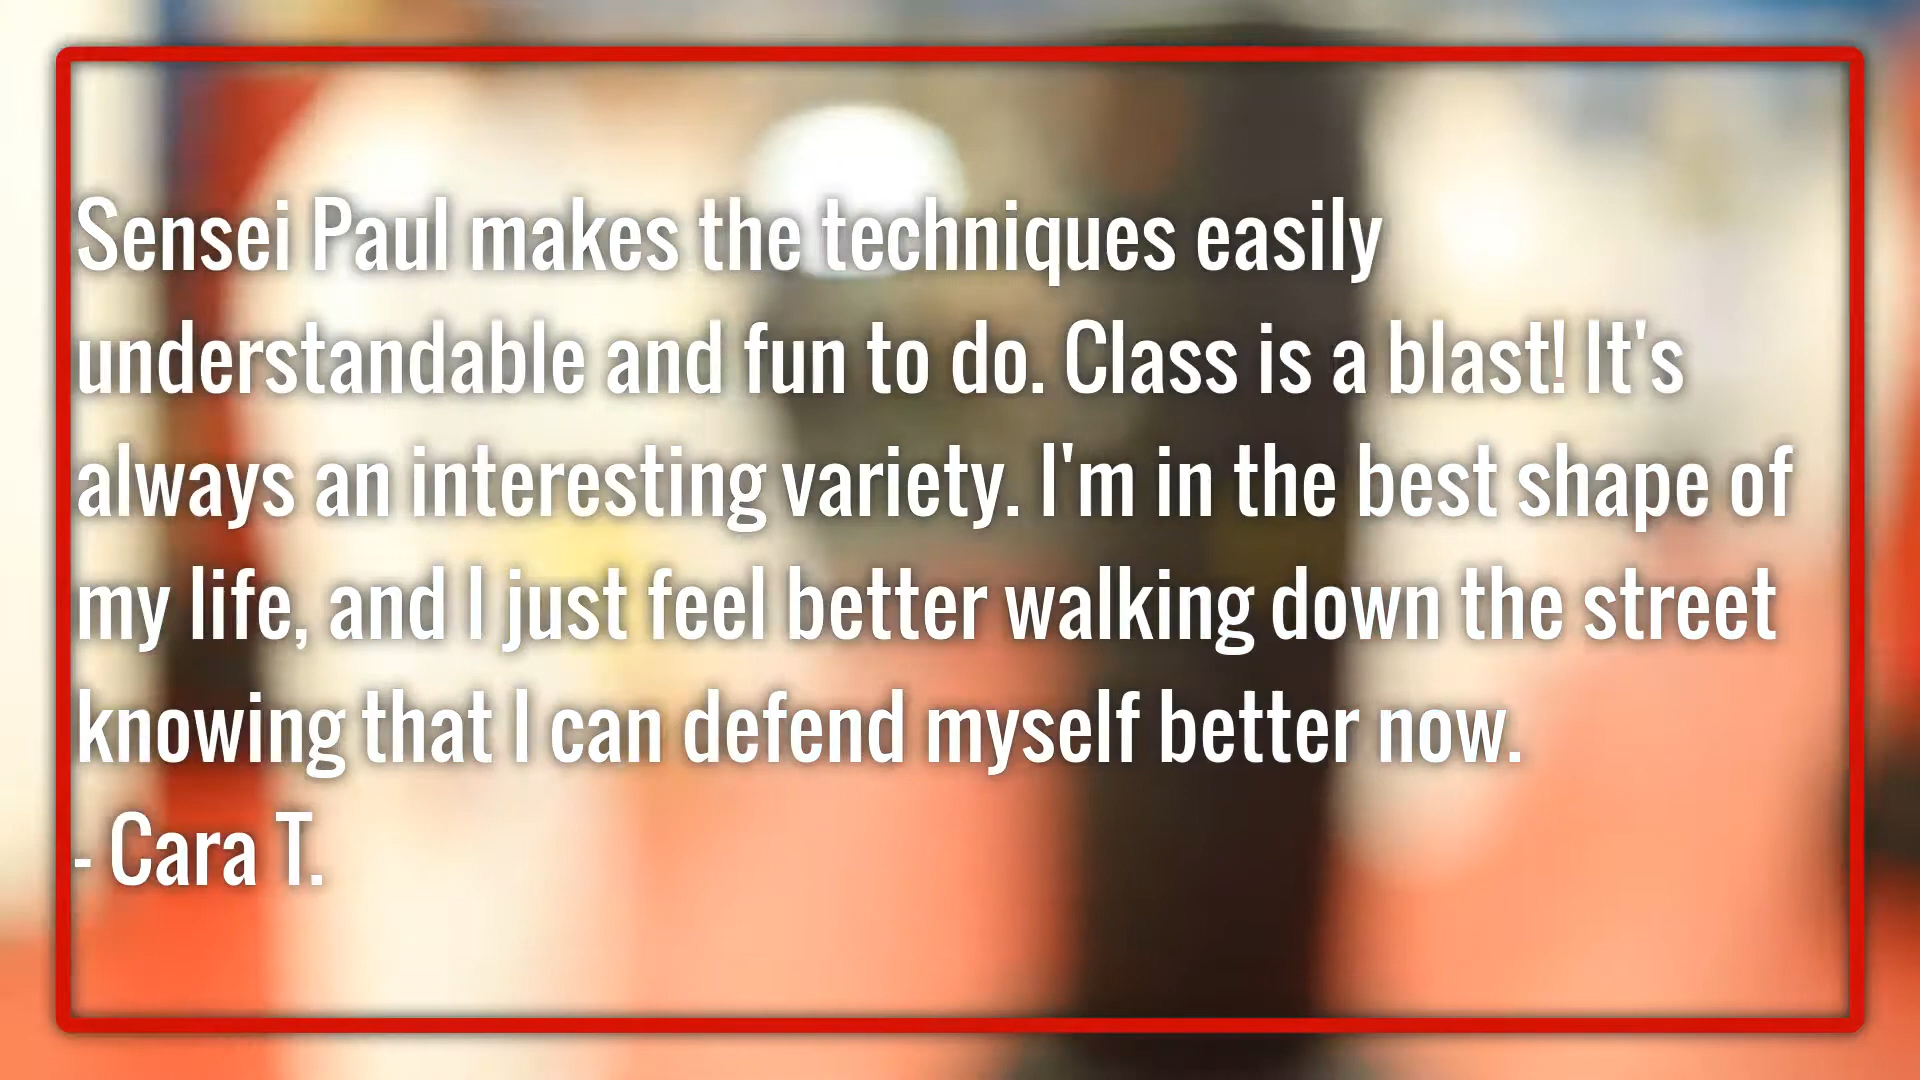 Sensei Paul makes the techniques easily
understandable and fun to do. Class is a blast! It's
always an interesting variety. I'm in the best shape of
my life, and I just feel better walking down the street
knowing that I can defend myself better now.
- Cara T.